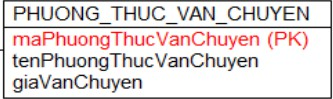 PHUONG_THUC_VAN_CHUYEN
maPhuongThucVanChuyen (PK)
tenPhuongThucVanChuyen
giaVanChuyen